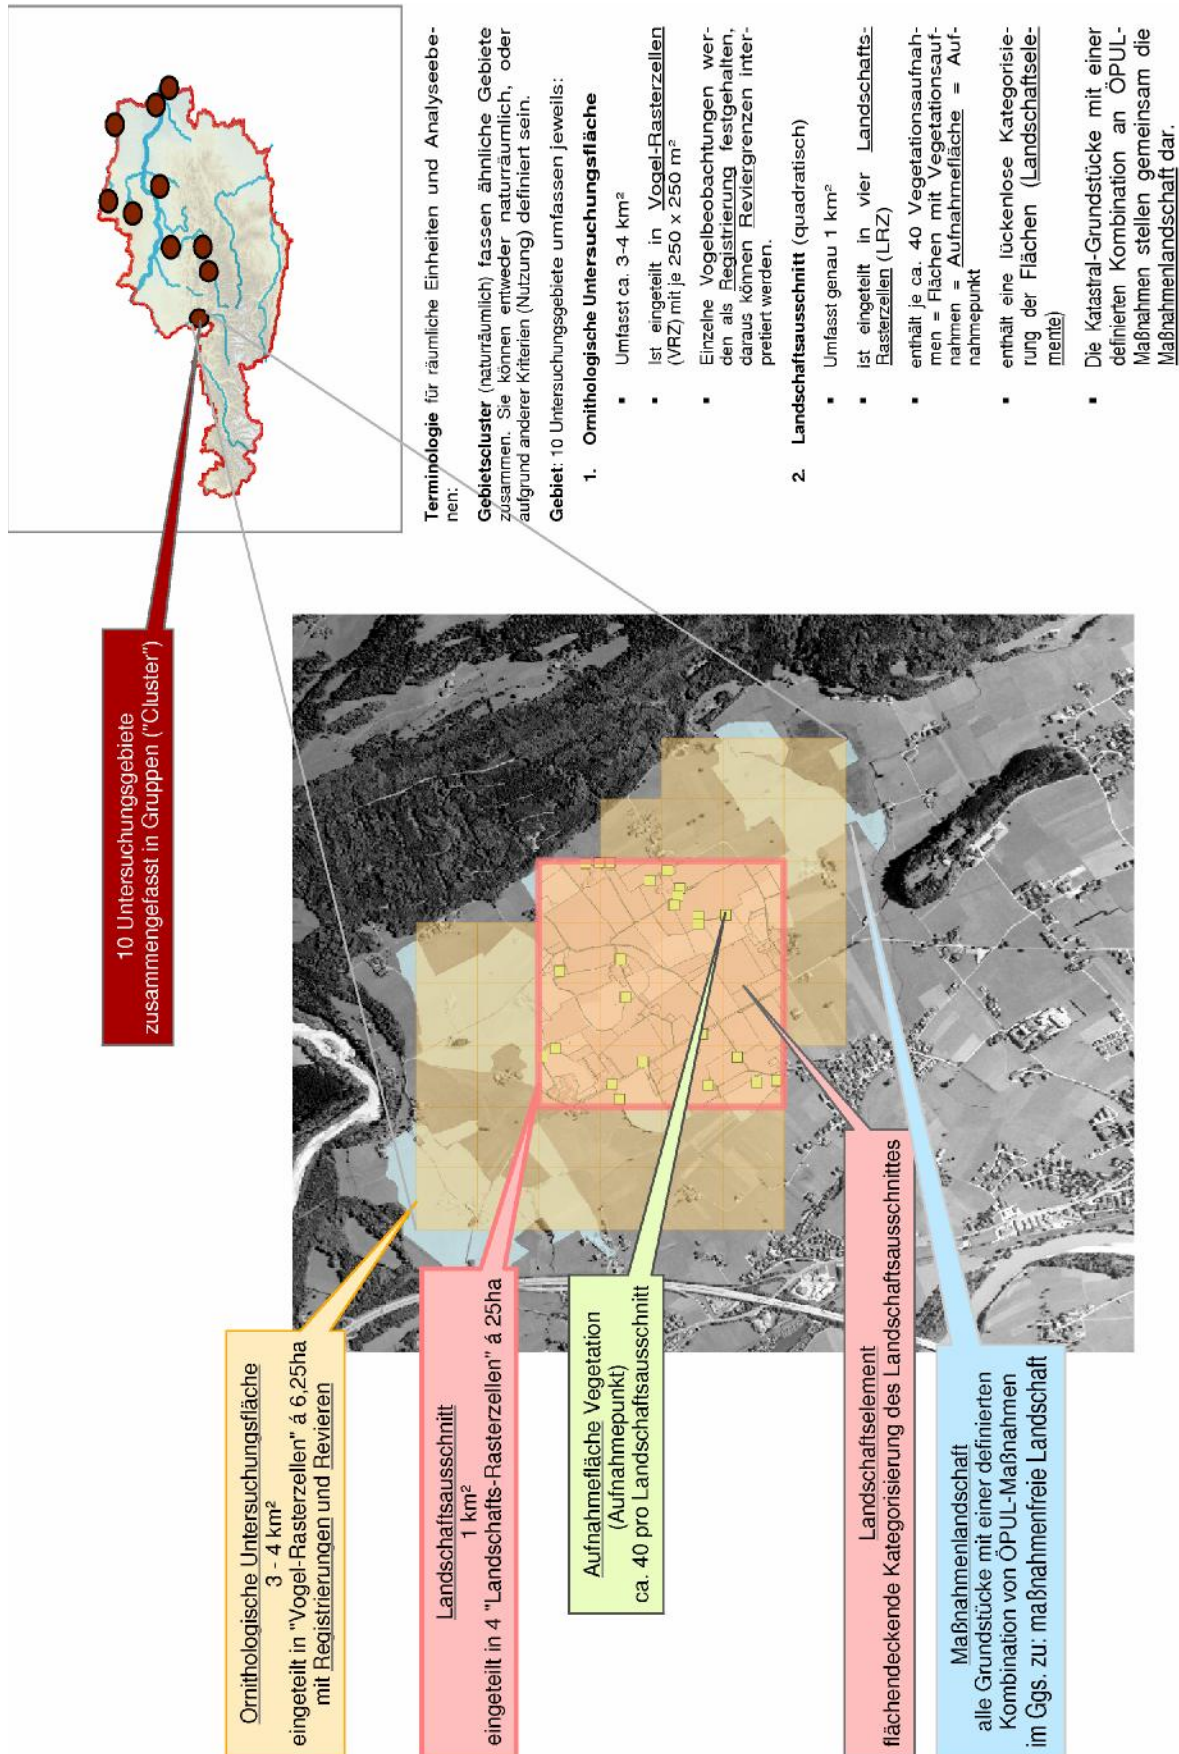 10 Untersuchungsgebiete
zusammengefasst in Gruppen ("Cluster")
Ornithologische Untersuchungsfläche
3 - 4 km²
eingeteilt in "Vogel-Rasterzellen" á 6,25ha
mit Registrierungen und Revieren
Landschaftsausschnitt
1 km²
eingeteilt in 4 "Landschafts-Rasterzellen" á 25ha
Aufnahmefläche Vegetation
(Aufnahmepunkt)
ca. 40 pro Landschaftsausschnitt
Landschaftselement
flächendeckende Kategorisierung des Landschaftsausschnittes
Maßnahmenlandschaft
alle Grundstücke mit einer definierten
Kombination von ÖPUL-Maßnahmen
im Ggs. zu: maßnahmenfreie Landschaft
Terminologie für räumliche Einheiten und Analyseebe-
nen:
Gebietscluster (naturräumlich) fassen ähnliche Gebiete
zusammen. Sie können entweder naturräumlich, oder
aufgrund anderer Kriterien (Nutzung) definiert sein.
Gebiet: 10 Untersuchungsgebiete umfassen jeweils:
1. Ornithologische Untersuchungsfläche
▪ Umfasst ca. 3-4 km²
▪ Ist eingeteilt in Vogel-Rasterzellen
(VRZ) mit je 250 x 250 m²
▪ Einzelne Vogelbeobachtungen wer-
den als Registrierung festgehalten,
daraus können Reviergrenzen inter-
pretiert werden.
2. Landschaftsausschnitt (quadratisch)
▪ Umfasst genau 1 km²
▪ ist eingeteilt in vier Landschafts-
Rasterzellen (LRZ)
▪ enthält je ca. 40 Vegetationsaufnah-
men = Flächen mit Vegetationsauf-
nahmen = Aufnahmefläche = Auf-
nahmepunkt
▪ enthält eine lückenlose Kategorisie-
rung der Flächen (Landschaftsele-
mente)
▪ Die Katastral-Grundstücke mit einer
definierten Kombination an ÖPUL-
Maßnahmen stellen gemeinsam die
Maßnahmenlandschaft dar.